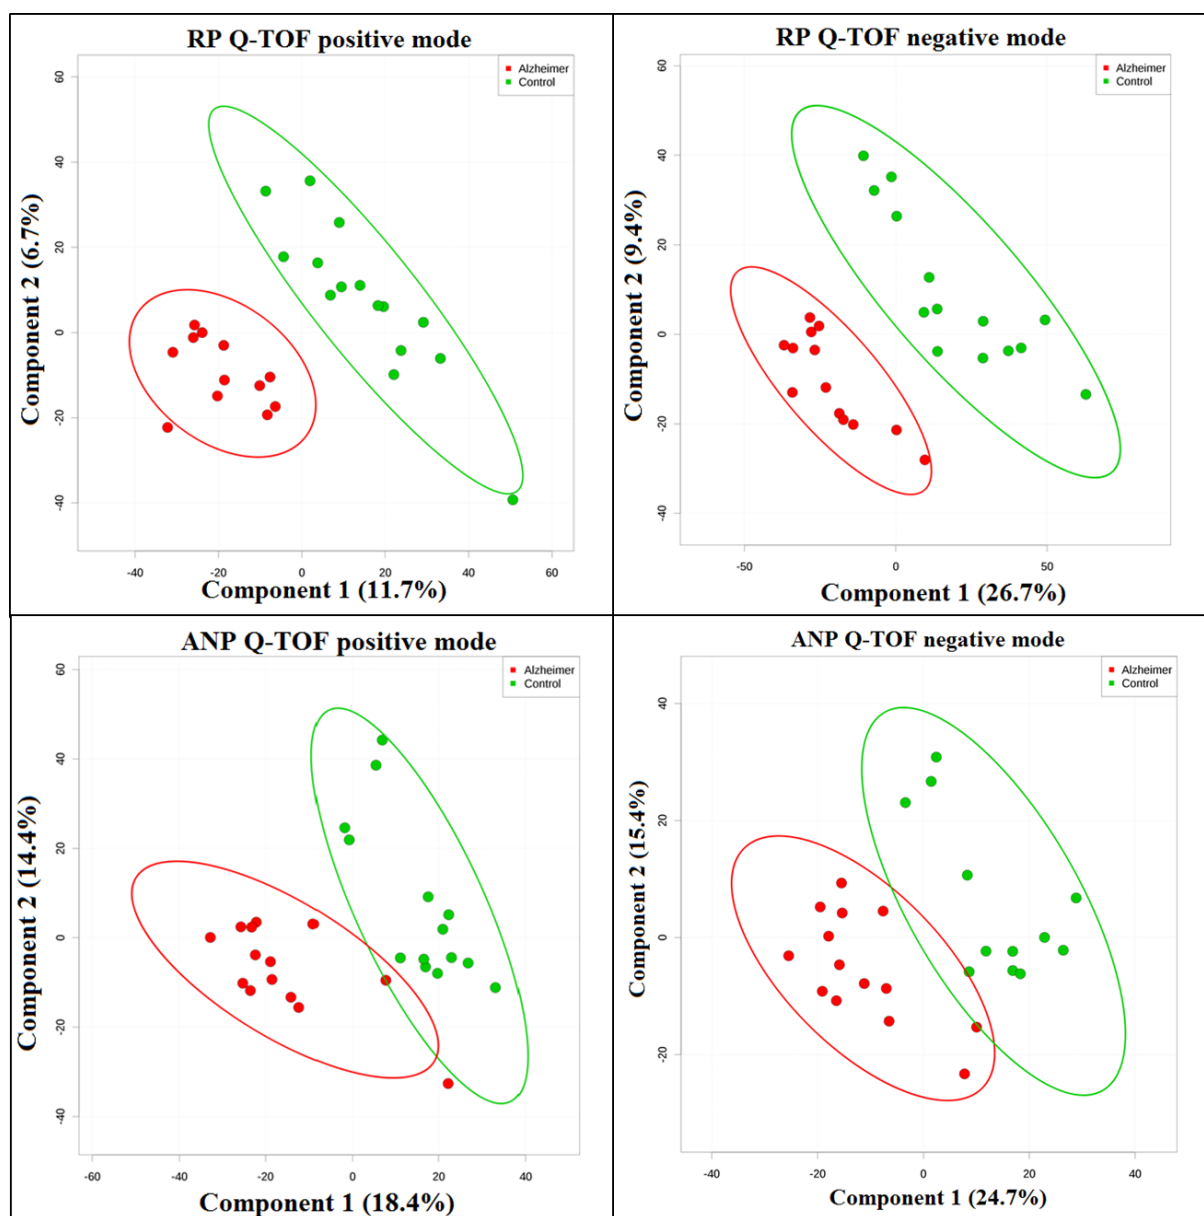 RP Q-TOF positive mode
Alzheimer
Control
Component 2 (6.7%)
60
40
20
0
-20
-40
-40
-20
0
20
40
60
Component 1 (11.7%)
RP Q-TOF negative mode
Alzheimer
Control
Component 2 (9.4%)
60
40
20
0
-20
-40
-50
0
50
Component 1 (26.7%)
ANP Q-TOF positive mode
Alzheimer
Control
Component 2 (14.4%)
60
40
20
0
-20
-40
-60
-40
-20
0
20
40
Component 1 (18.4%)
ANP Q-TOF negative mode
Alzheimer
Control
Component 2 (15.4%)
40
20
0
-20
-40
-20
0
20
40
Component 1 (24.7%)